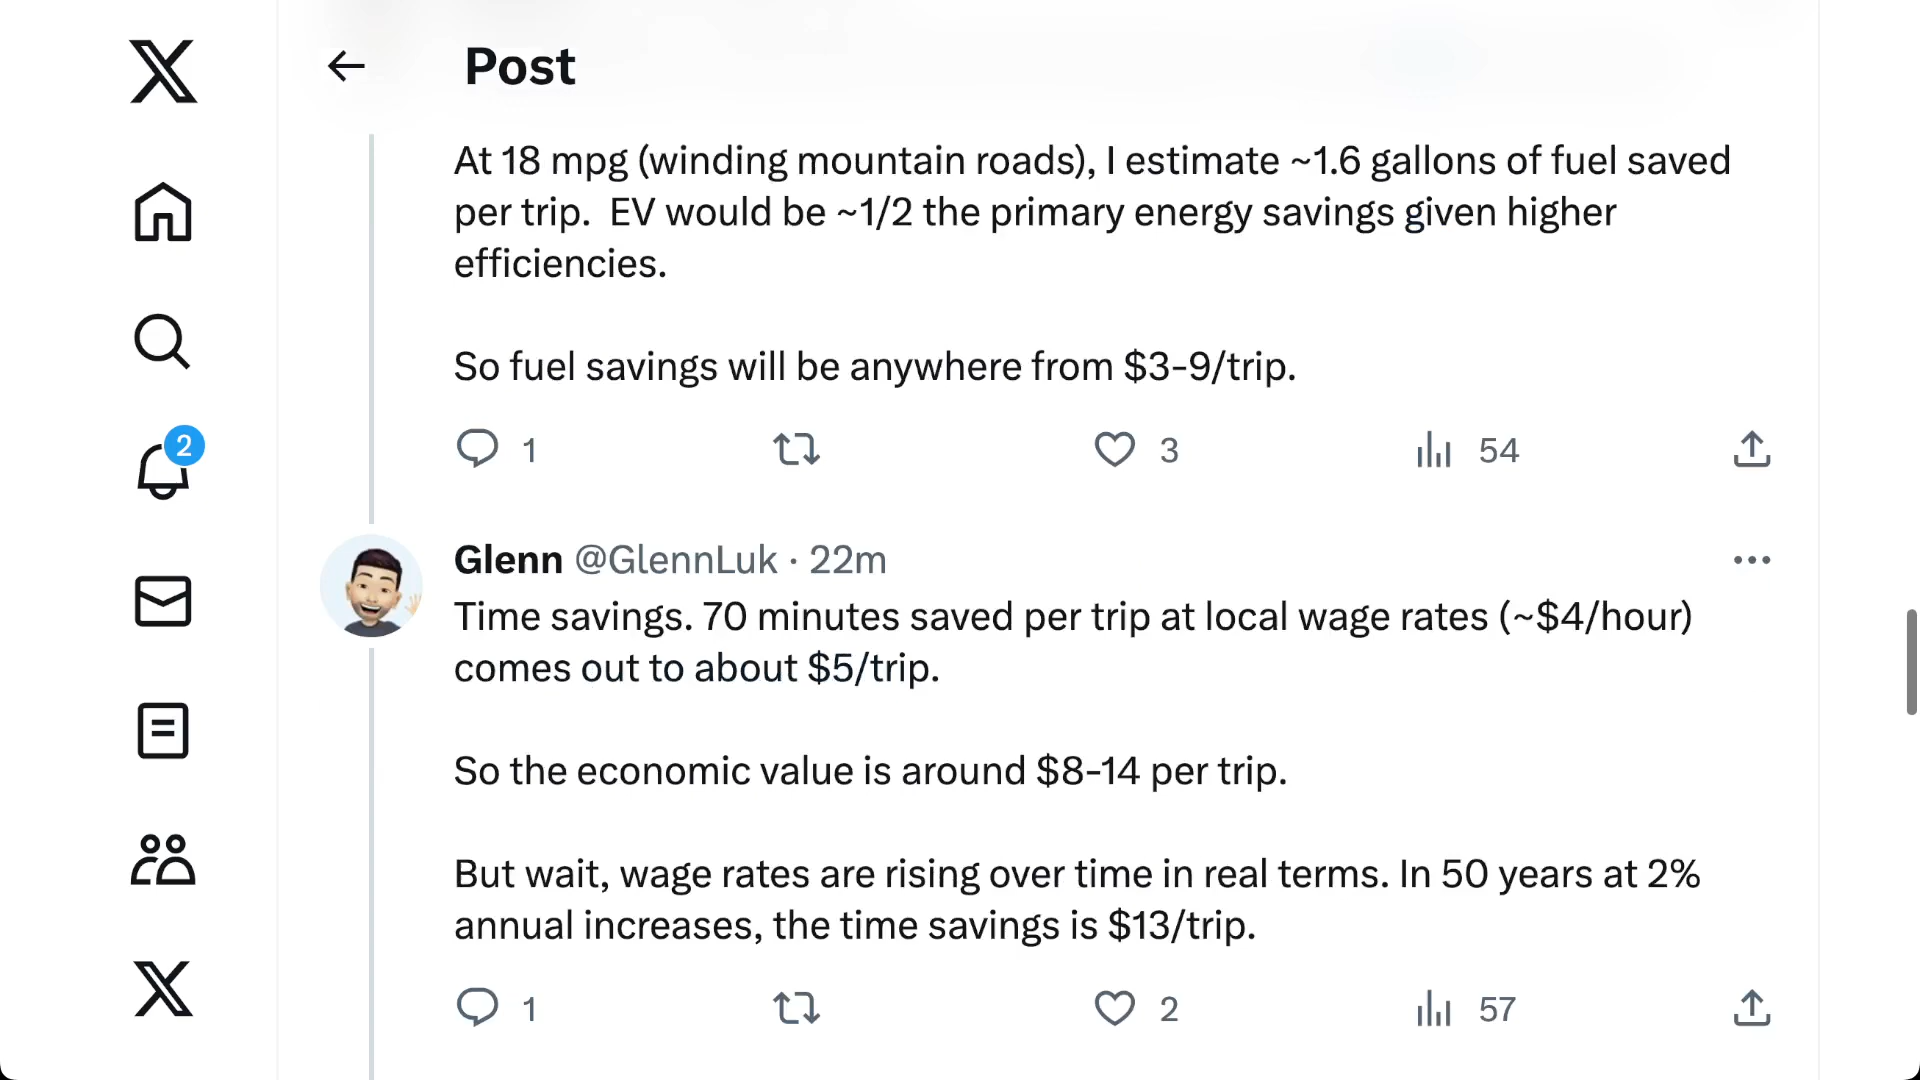 Post
At 18 mpg (winding mountain roads), I estimate ~1.6 gallons of fuel saved
per trip.  EV would be ~1/2 the primary energy savings given higher
efficiencies.
So fuel savings will be anywhere from $3-9/trip.
1 3 54
2
Glenn @GlennLuk · 22m
Time savings. 70 minutes saved per trip at local wage rates (~$4/hour)
comes out to about $5/trip.
So the economic value is around $8-14 per trip.
But wait, wage rates are rising over time in real terms. In 50 years at 2%
annual increases, the time savings is $13/trip.
1 2 57